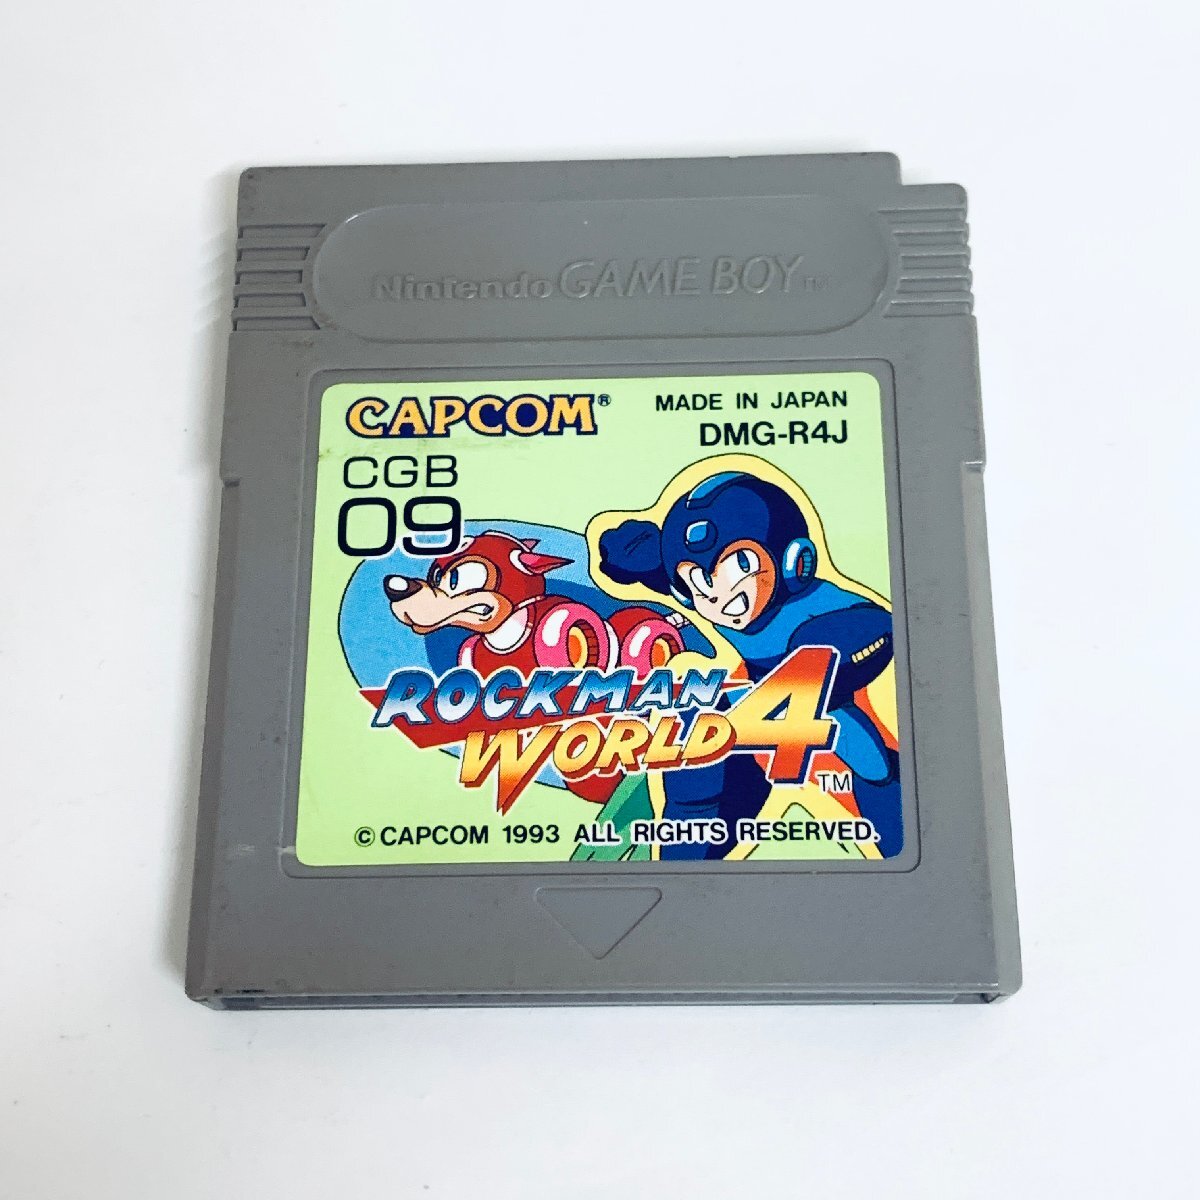 Nintendo GAME BOY TM
CAPCOM®
MADE IN JAPAN
DMG-R4J
CGB
09
ROCKMAN
WORLD 4
TM
© CAPCOM 1993 ALL RIGHTS RESERVED.